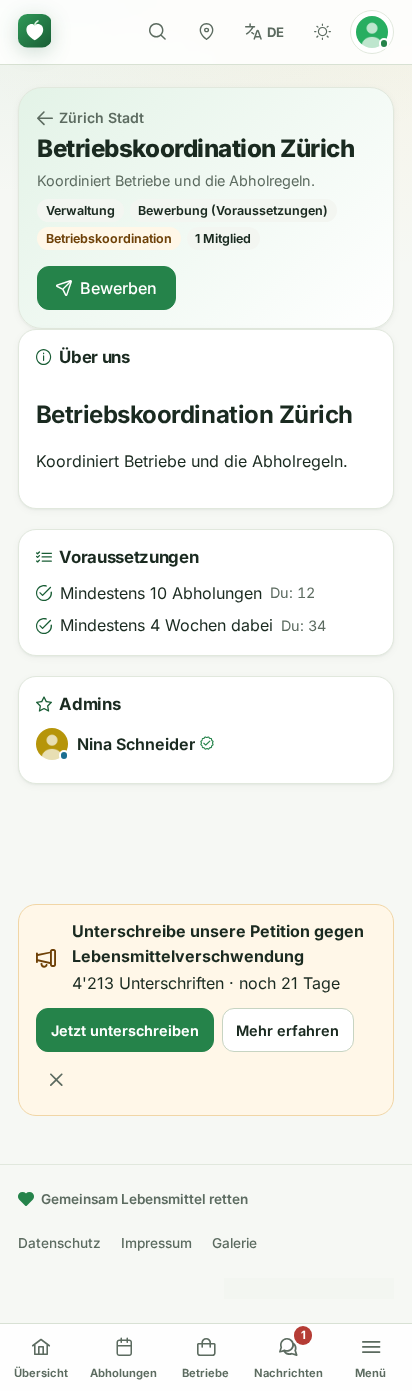 DE
Zürich Stadt
Betriebskoordination Zürich
Koordiniert Betriebe und die Abholregeln.
Verwaltung Bewerbung (Voraussetzungen)
Betriebskoordination 1 Mitglied
Bewerben
Über uns
Betriebskoordination Zürich
Koordiniert Betriebe und die Abholregeln.
Voraussetzungen
Mindestens 10 Abholungen Du: 12
Mindestens 4 Wochen dabei Du: 34
Admins
Nina Schneider
Unterschreibe unsere Petition gegen
Lebensmittelverschwendung
4'213 Unterschriften · noch 21 Tage
Jetzt unterschreiben Mehr erfahren
Gemeinsam Lebensmittel retten
Datenschutz Impressum Galerie
1
Übersicht Abholungen Betriebe Nachrichten Menü